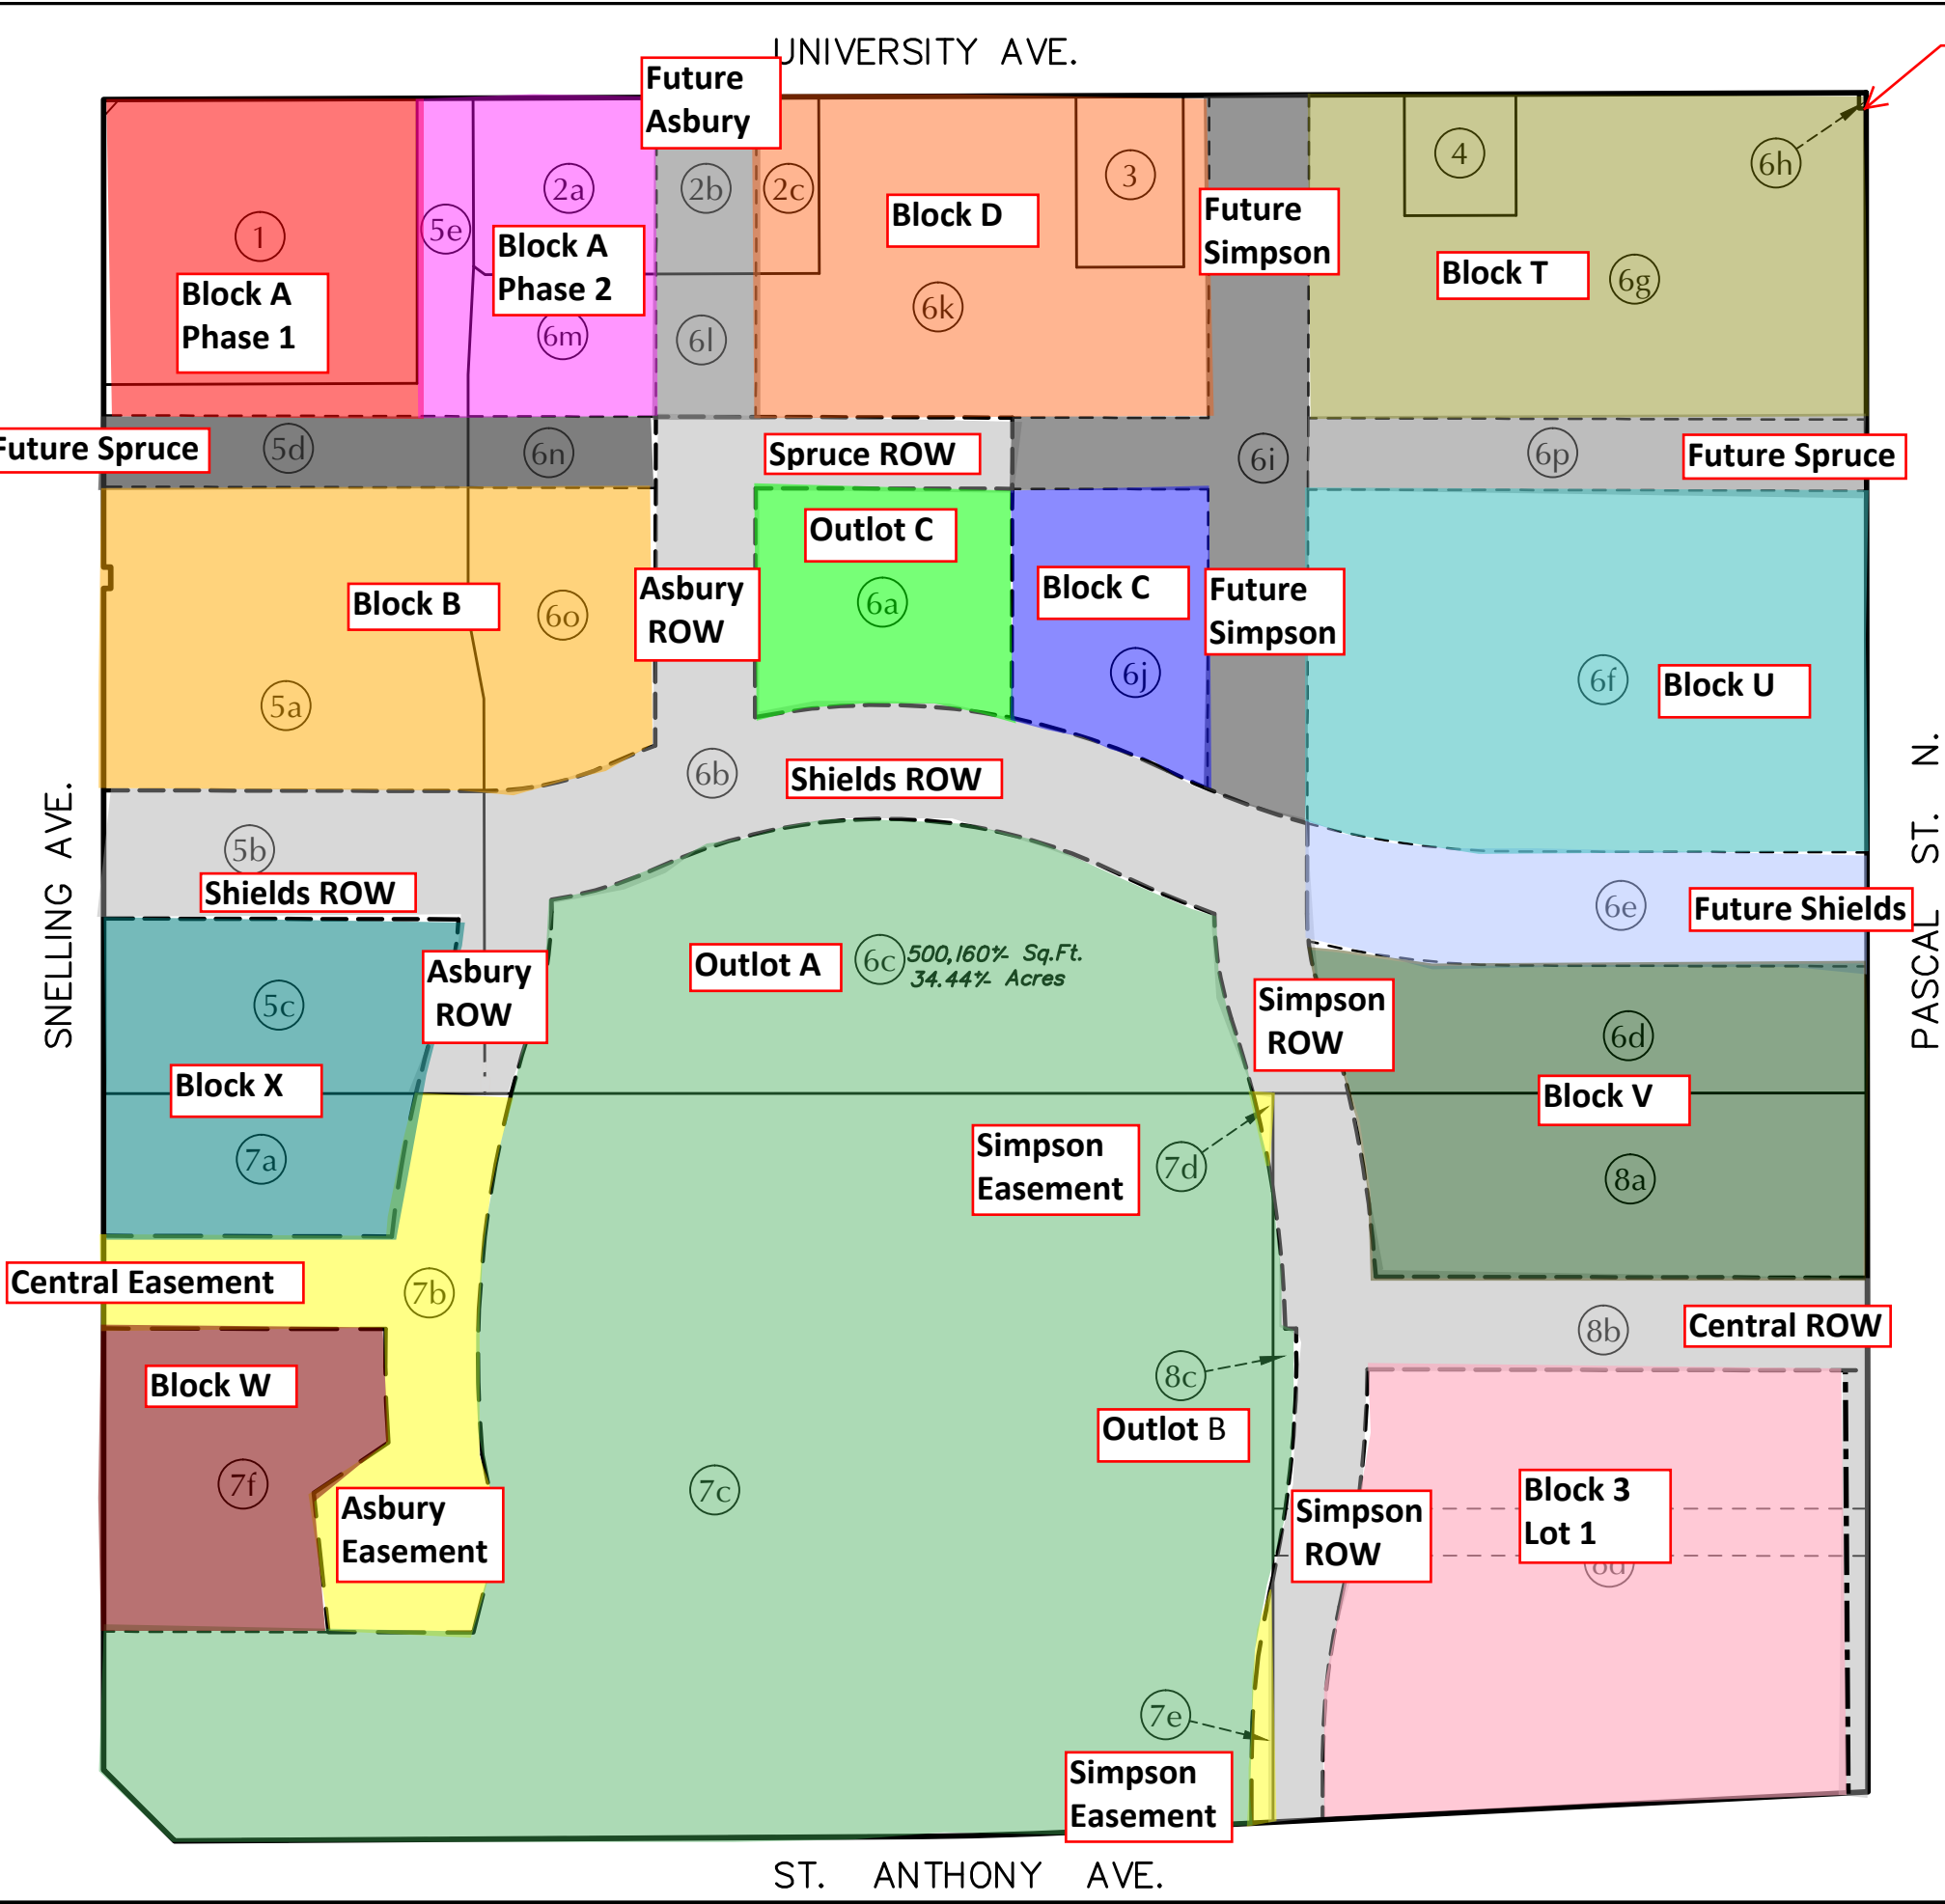 UNIVERSITY AVE.
Future
Asbury
1
5e
2a
2b
2c
3
4
6h
Block A
Phase 1
Block A
Phase 2
Block D
Future
Simpson
Block T
6g
6m
6l
6k
Future Spruce
5d
6n
Spruce ROW
6i
6p
Future Spruce
Outlot C
Block B
6o
Asbury
ROW
6a
Block C
Future
Simpson
5a
6j
6f
Block U
6b
Shields ROW
SNELLING AVE.
PASCAL ST. N.
5b
Shields ROW
6e
Future Shields
Outlot A
6c
500,160+/- Sq.Ft.
34.44+/- Acres
5c
Asbury
ROW
Simpson
ROW
6d
Block X
Block V
7a
Simpson
Easement
7d
8a
Central Easement
7b
8b
Central ROW
Block W
8c
Outlot B
7f
Asbury
Easement
7c
Simpson
ROW
Block 3
Lot 1
8d
7e
Simpson
Easement
ST. ANTHONY AVE.